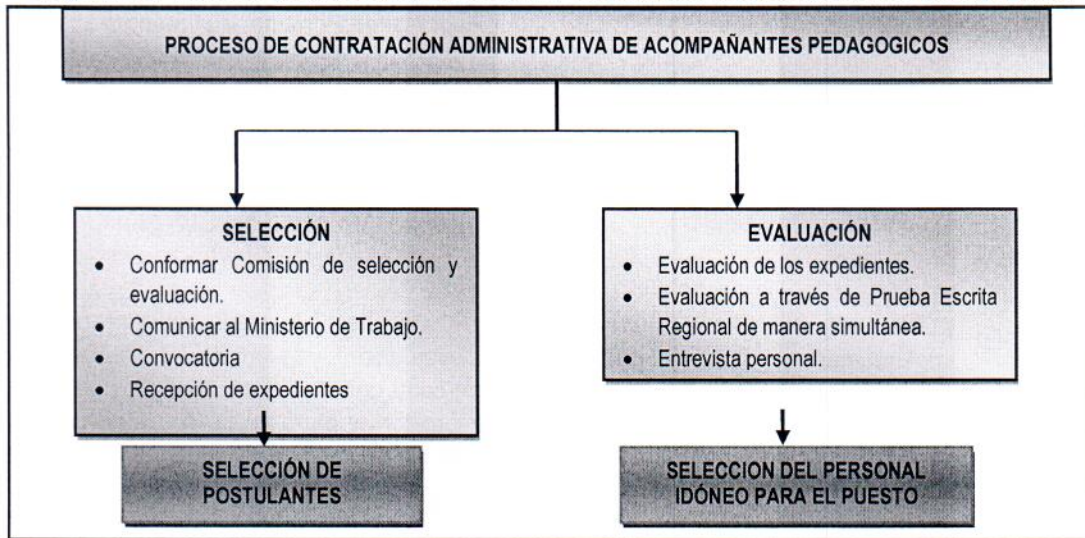 PROCESO DE CONTRATACIÓN ADMINISTRATIVA DE ACOMPAÑANTES PEDAGOGICOS
SELECCIÓN
• Conformar Comisión de selección y
evaluación.
• Comunicar al Ministerio de Trabajo.
• Convocatoria
• Recepción de expedientes
SELECCIÓN DE
POSTULANTES
EVALUACIÓN
• Evaluación de los expedientes.
• Evaluación a través de Prueba Escrita
Regional de manera simultánea.
• Entrevista personal.
SELECCION DEL PERSONAL
IDÓNEO PARA EL PUESTO